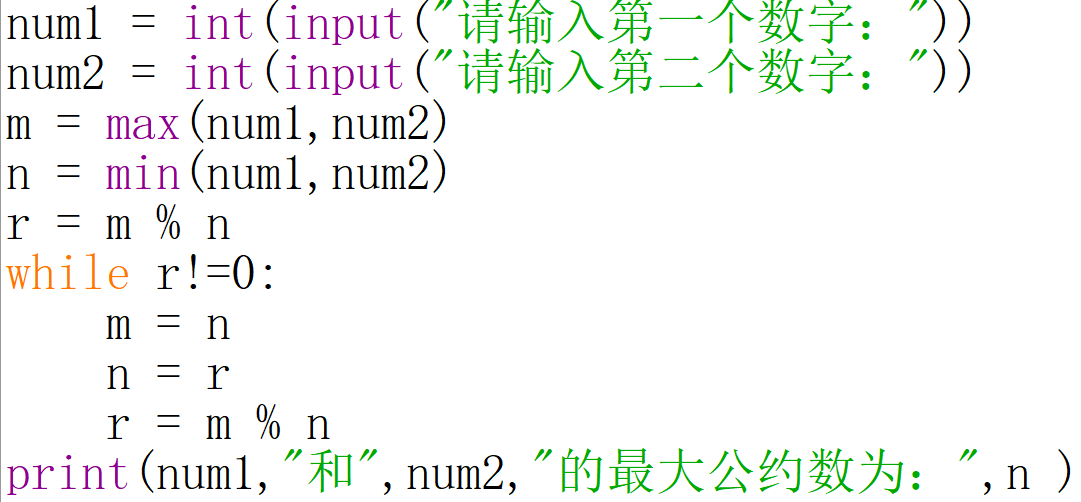 num1 = int(input("请输入第一个数字："))
num2 = int(input("请输入第二个数字："))
m = max(num1,num2)
n = min(num1,num2)
r = m % n
while r!=0:
    m = n
    n = r
    r = m % n
print(num1,"和",num2,"的最大公约数为：",n )